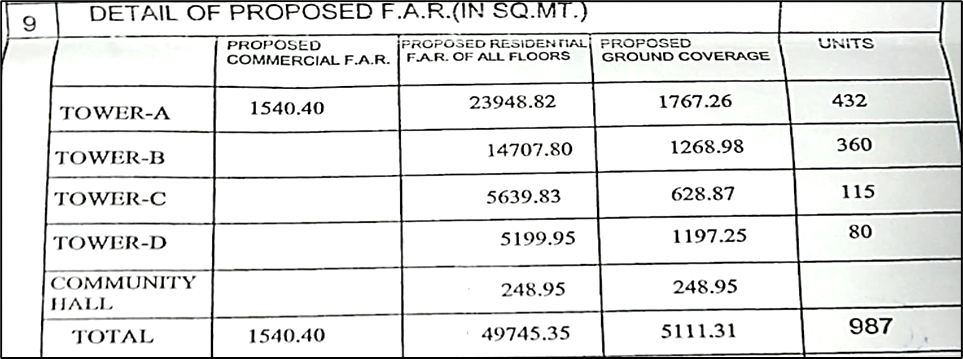 9 DETAIL OF PROPOSED F.A.R.(IN SQ.MT.)
PROPOSED COMMERCIAL F.A.R. PROPOSED RESIDENTIAL F.A.R. OF ALL FLOORS PROPOSED GROUND COVERAGE UNITS
TOWER-A 1540.40 23948.82 1767.26 432
TOWER-B 14707.80 1268.98 360
TOWER-C 5639.83 628.87 115
TOWER-D 5199.95 1197.25 80
COMMUNITY HALL 248.95 248.95
TOTAL 1540.40 49745.35 5111.31 987